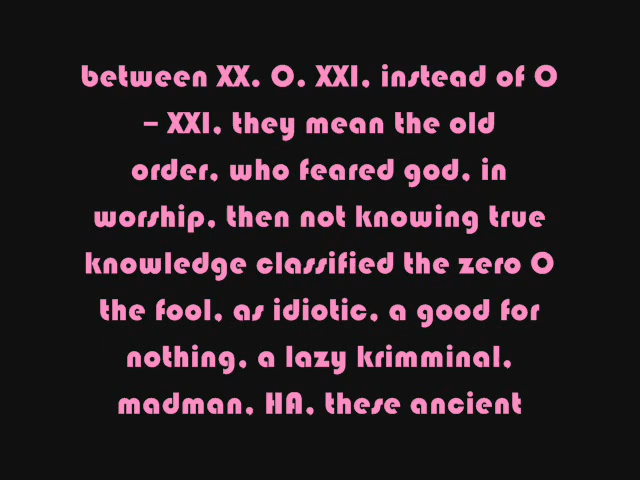 between XX. O. XXI, instead of O
– XXI, they mean the old
order, who feared god, in
worship, then not knowing true
knowledge classified the zero O
the fool, as idiotic, a good for
nothing, a lazy krimminal,
madman, HA, these ancient